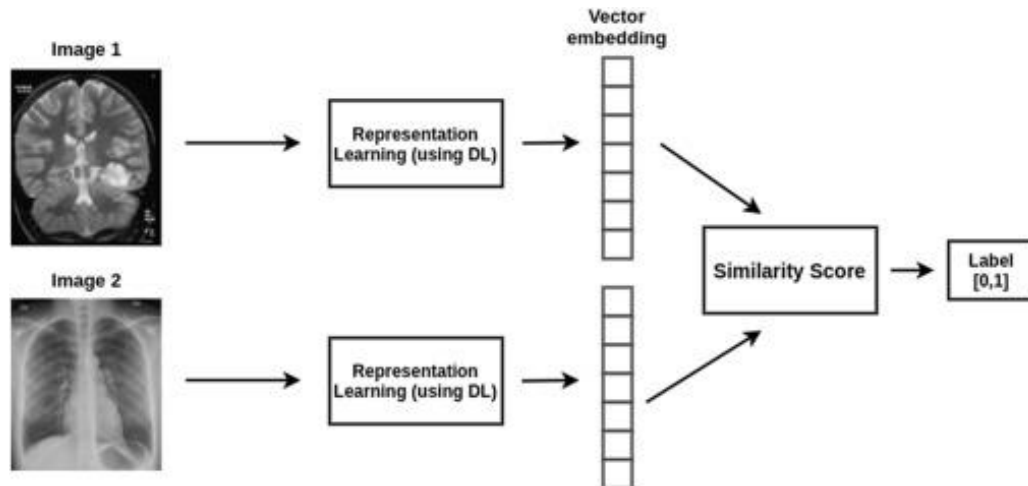 Vector
embedding
Image 1
Representation
Learning (using DL)
Similarity Score
Label
[0,1]
Image 2
Representation
Learning (using DL)